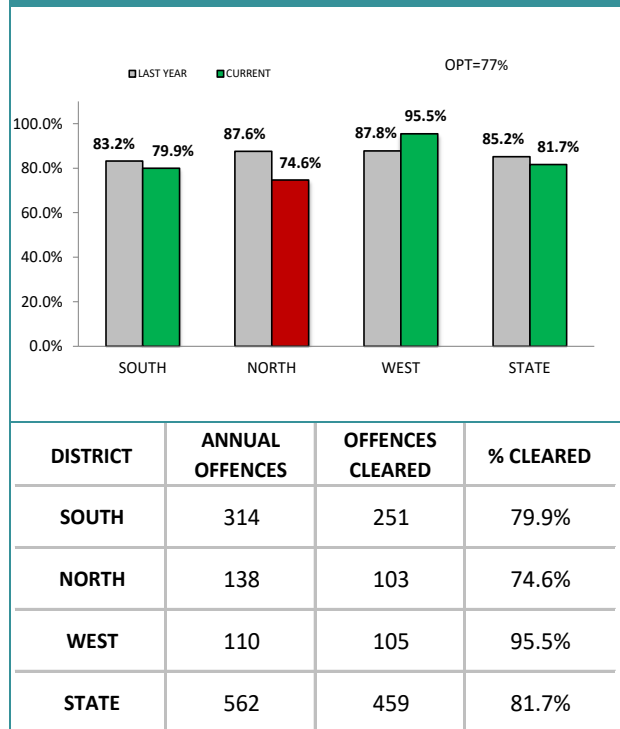 OPT=77%
LAST YEAR CURRENT
100.0%
80.0%
60.0%
40.0%
20.0%
0.0%
83.2% 79.9% 87.6% 74.6% 87.8% 95.5% 85.2% 81.7%
SOUTH NORTH WEST STATE
DISTRICT ANNUAL OFFENCES OFFENCES CLEARED % CLEARED
SOUTH 314 251 79.9%
NORTH 138 103 74.6%
WEST 110 105 95.5%
STATE 562 459 81.7%